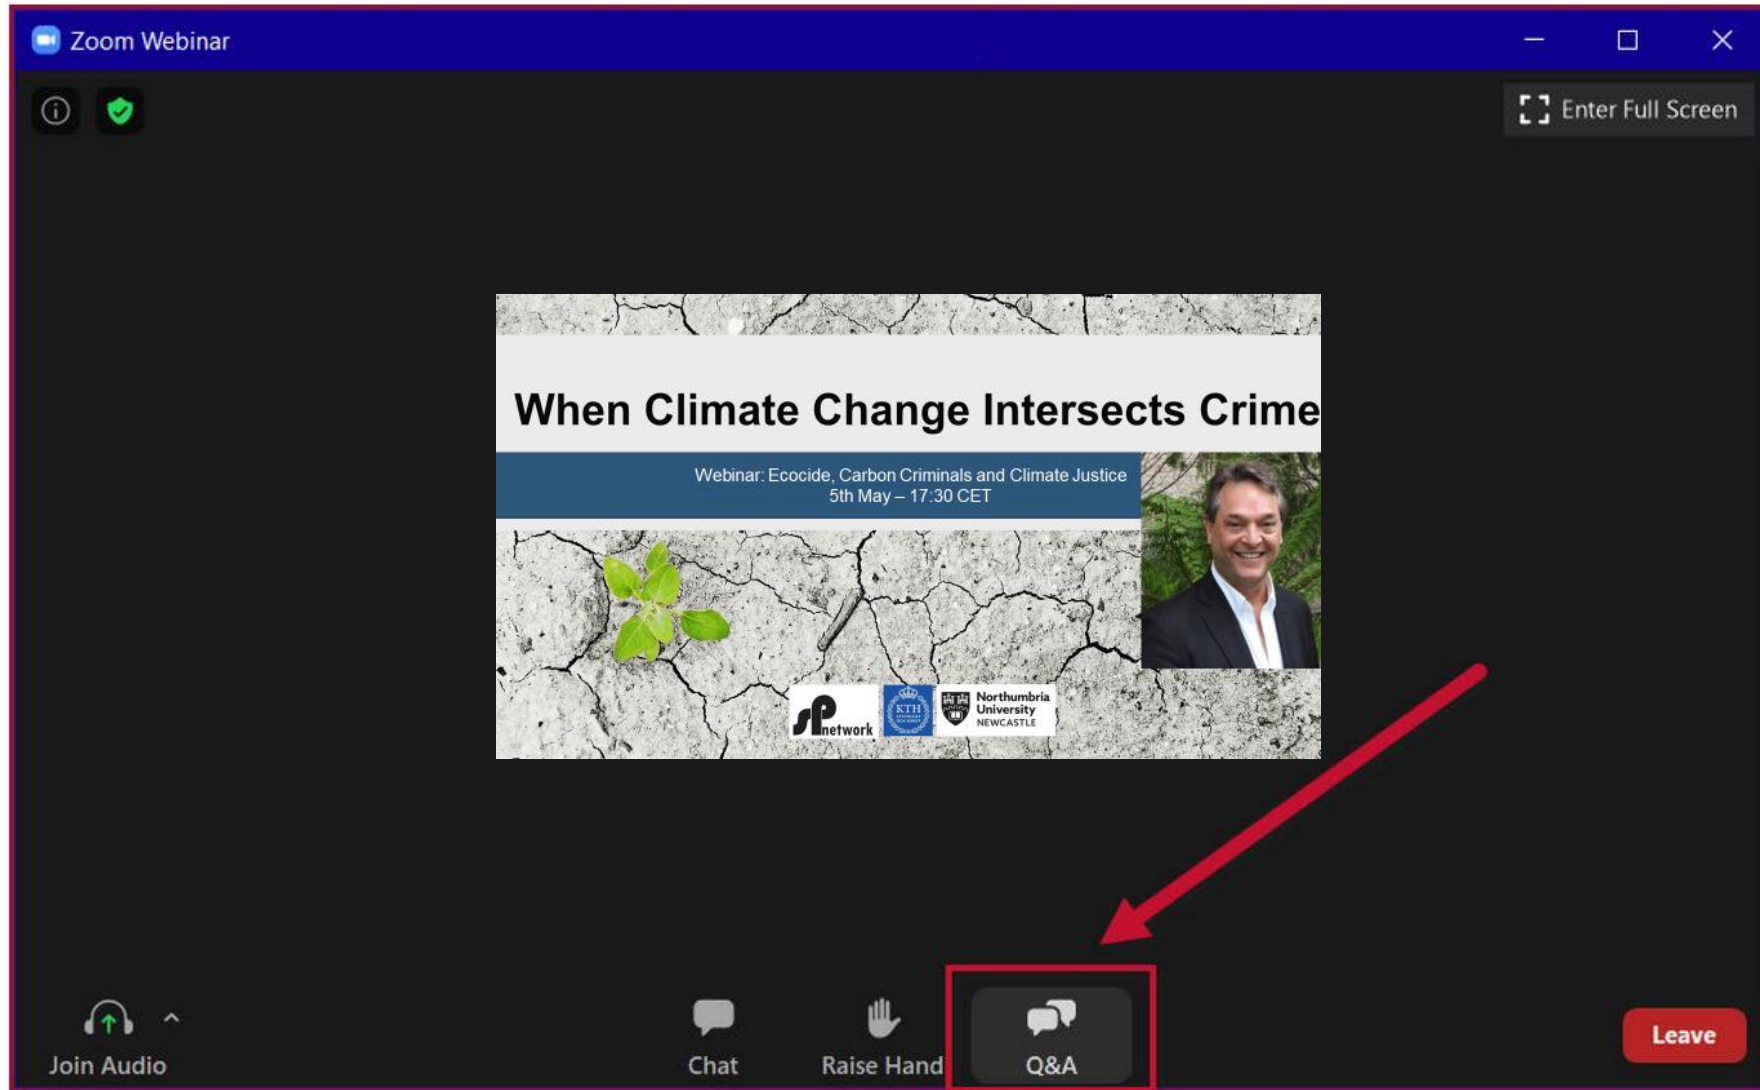 Zoom Webinar
Enter Full Screen
When Climate Change Intersects Crime
Webinar: Ecocide, Carbon Criminals and Climate Justice
5th May – 17:30 CET
SP network
KTH
Northumbria
University
NEWCASTLE
Join Audio
Chat
Raise Hand
Q&A
Leave